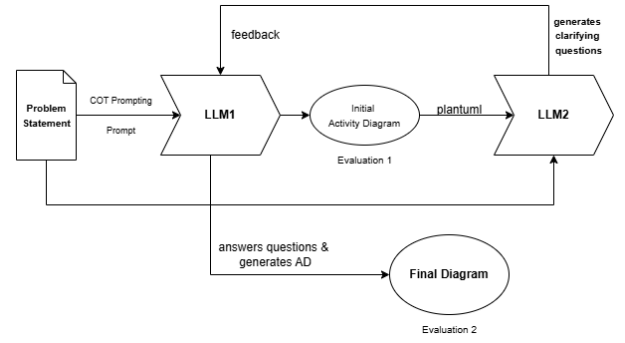 generates
clarifying
questions
feedback
Problem
Statement
COT Prompting
Prompt
LLM1
Initial
Activity Diagram
Evaluation 1
plantuml
LLM2
answers questions &
generates AD
Final Diagram
Evaluation 2